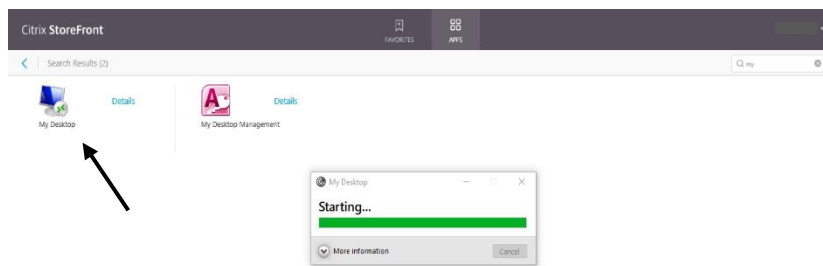 Citrix StoreFront
FAVORITES
APPS
Search Results (2)
my
Details
My Desktop
Details
My Desktop Management
My Desktop
Starting...
More information
Cancel